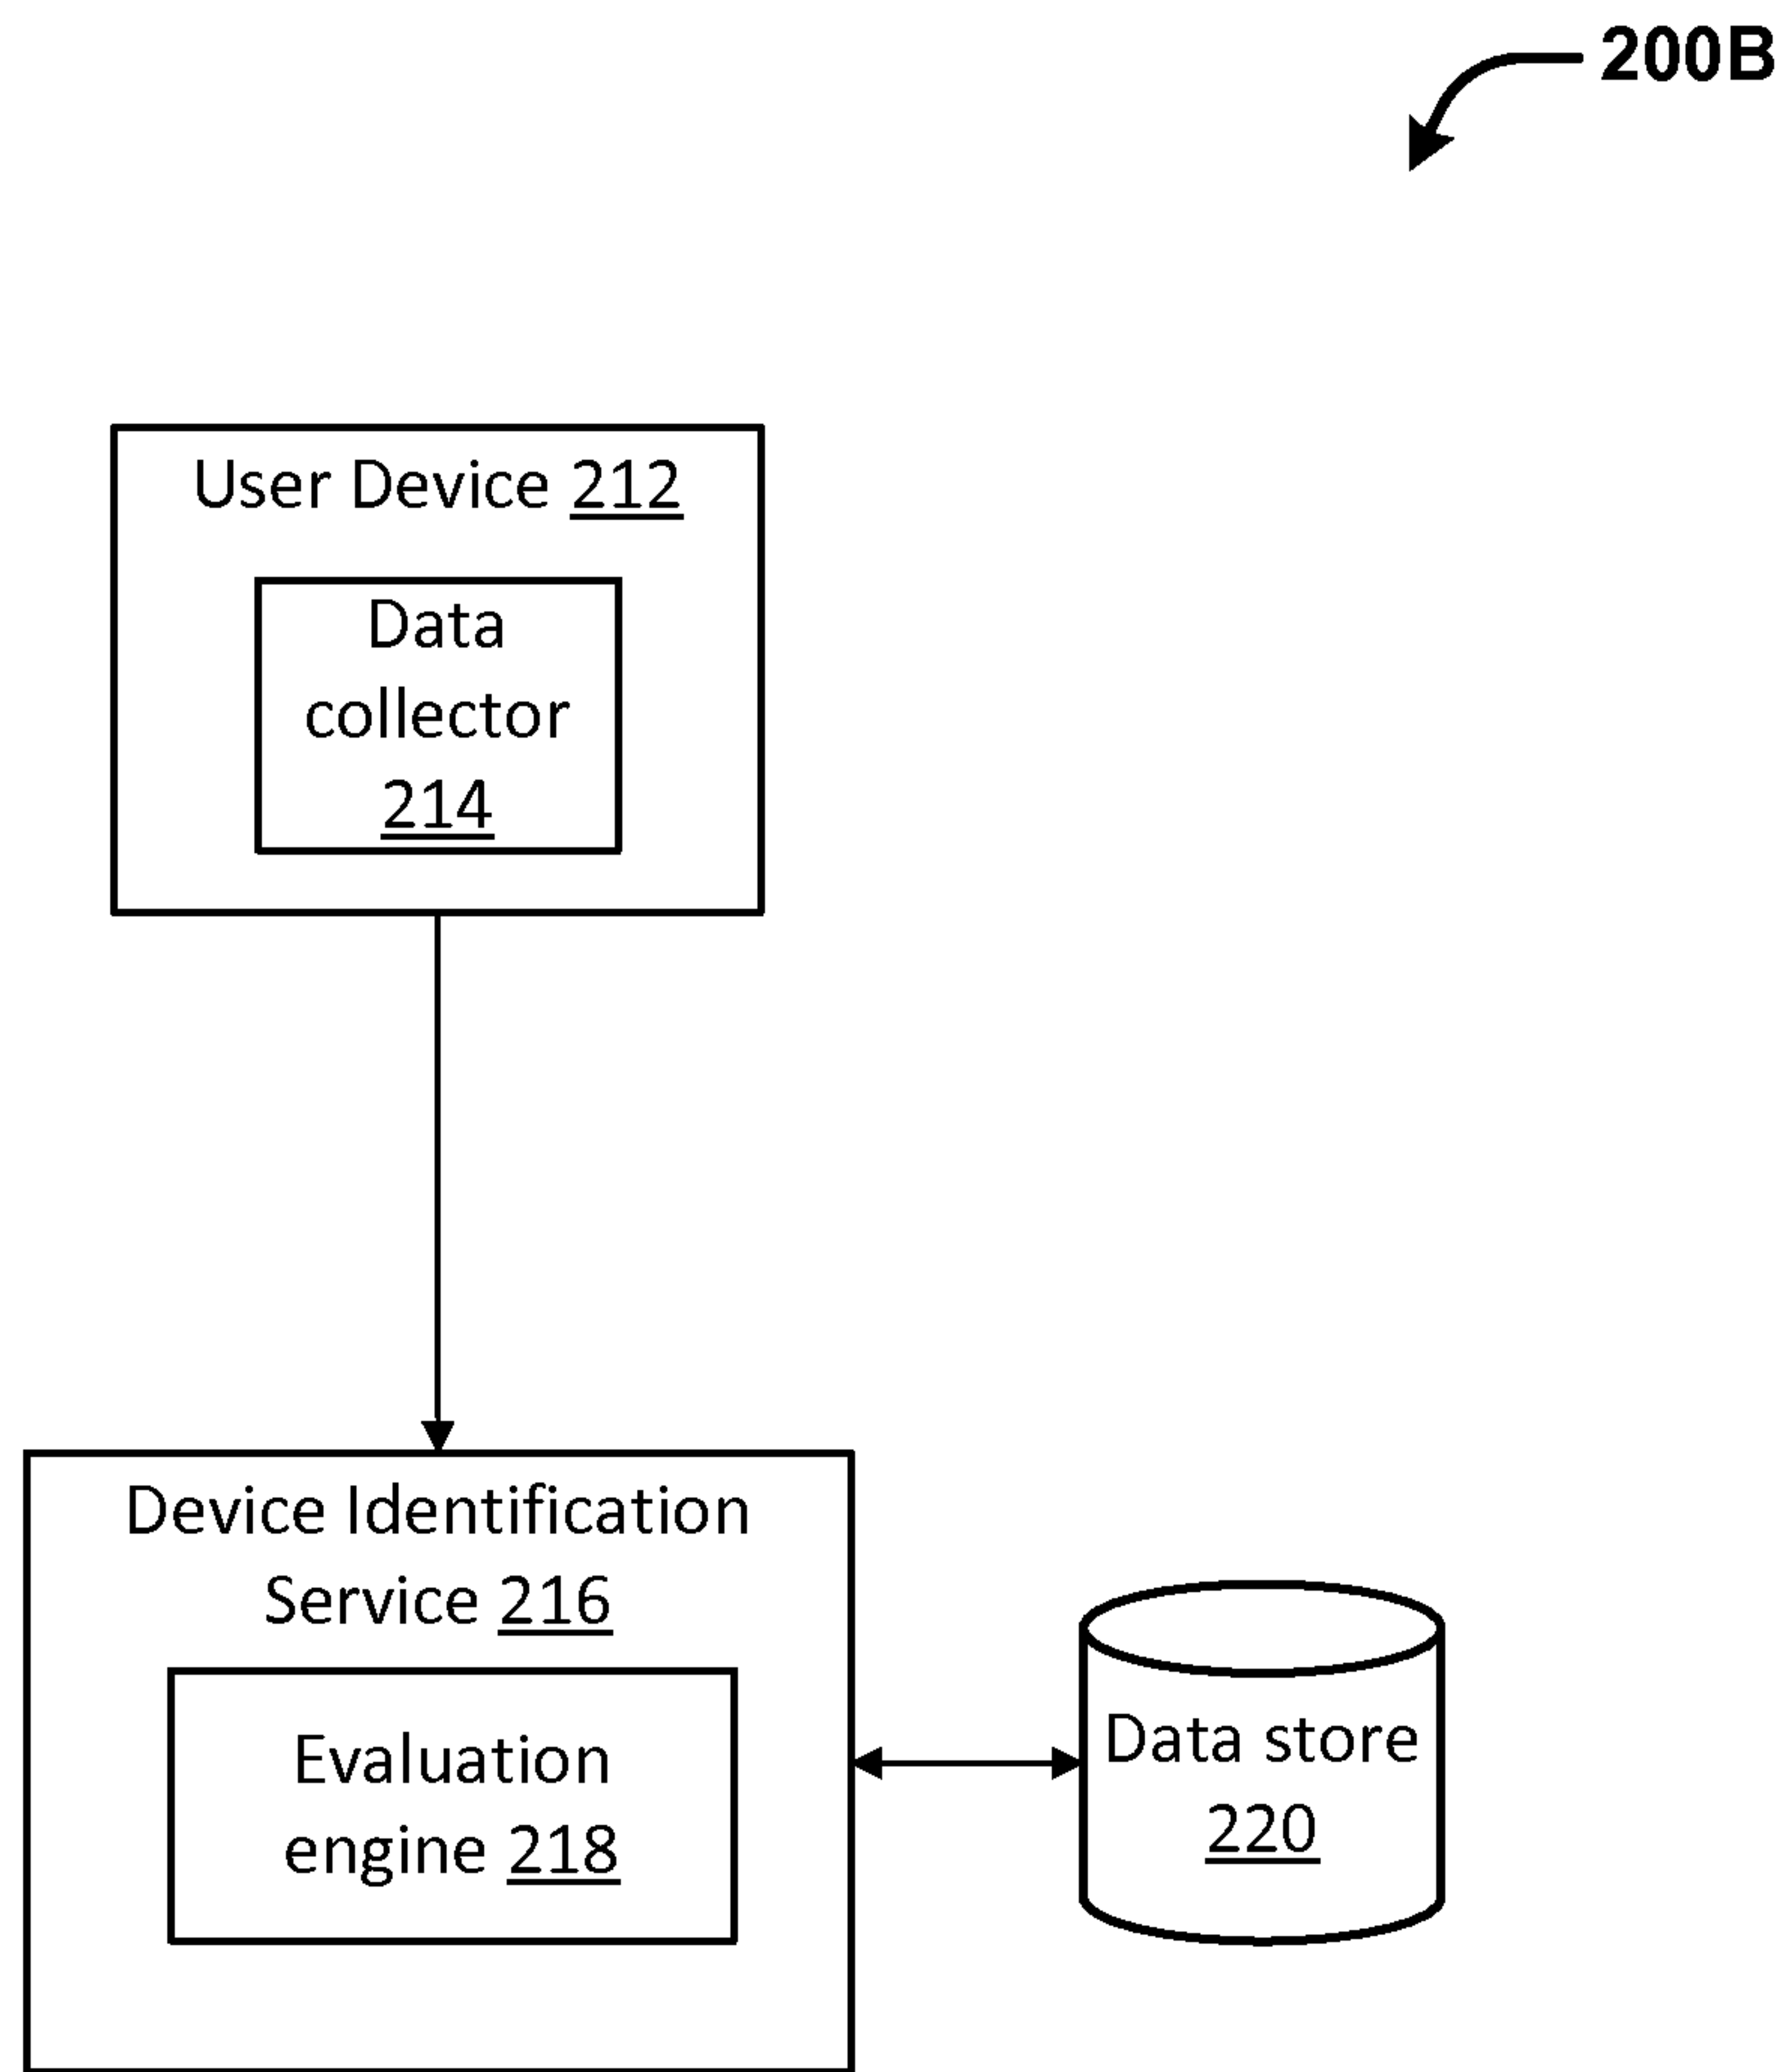 200B
User Device 212
Data
collector
214
Device Identification
Service 216
Evaluation
engine 218
Data store
220